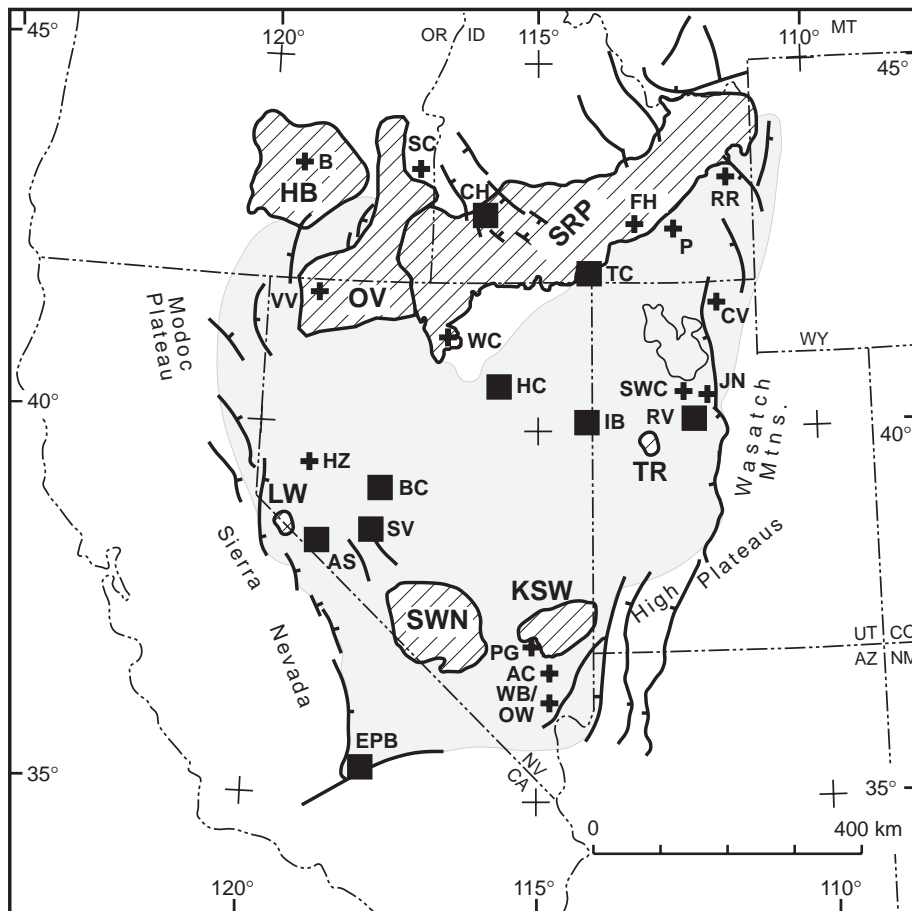 45°
120°
OR
ID
115°
110°
MT
45°
B
HB
SC
CH
SRP
FH
RR
P
TC
VV
OV
CV
Modoc
Plateau
WC
WY
HC
SWC
JN
40°
IB
RV
40°
Wasatch
Mtns.
HZ
TR
LW
BC
SV
AS
Sierra
High Plateaus
KSW
SWN
Nevada
PG
AC
WB/
OW
UT
CO
AZ
NM
EPB
NV
CA
35°
35°
0
400 km
120°
115°
110°